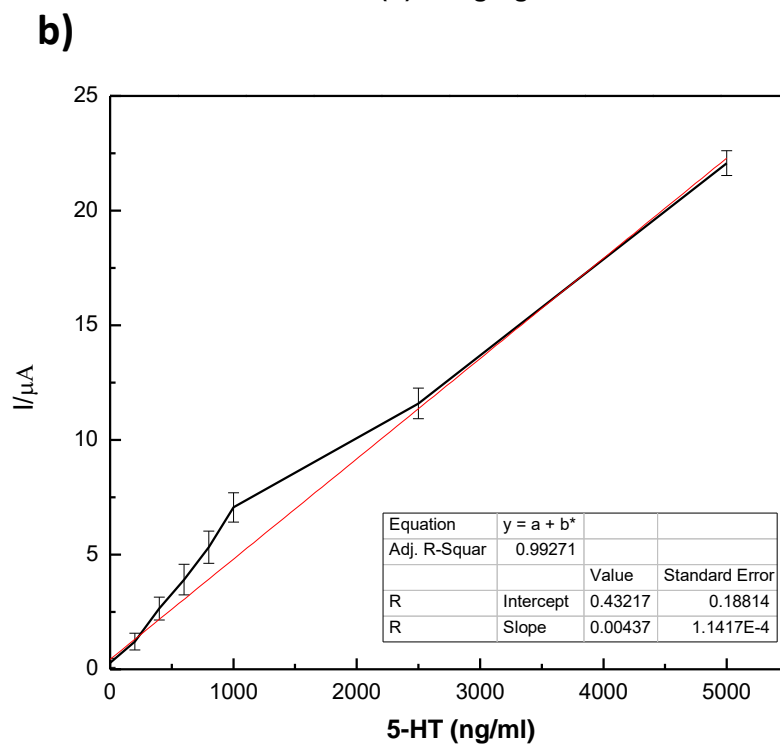 b)
25
20
15
10
5
0
I/μA
0 1000 2000 3000 4000 5000
5-HT (ng/ml)
Equation y = a + b*
Adj. R-Squar 0.99271
Value Standard Error
R Intercept 0.43217 0.18814
R Slope 0.00437 1.1417E-4